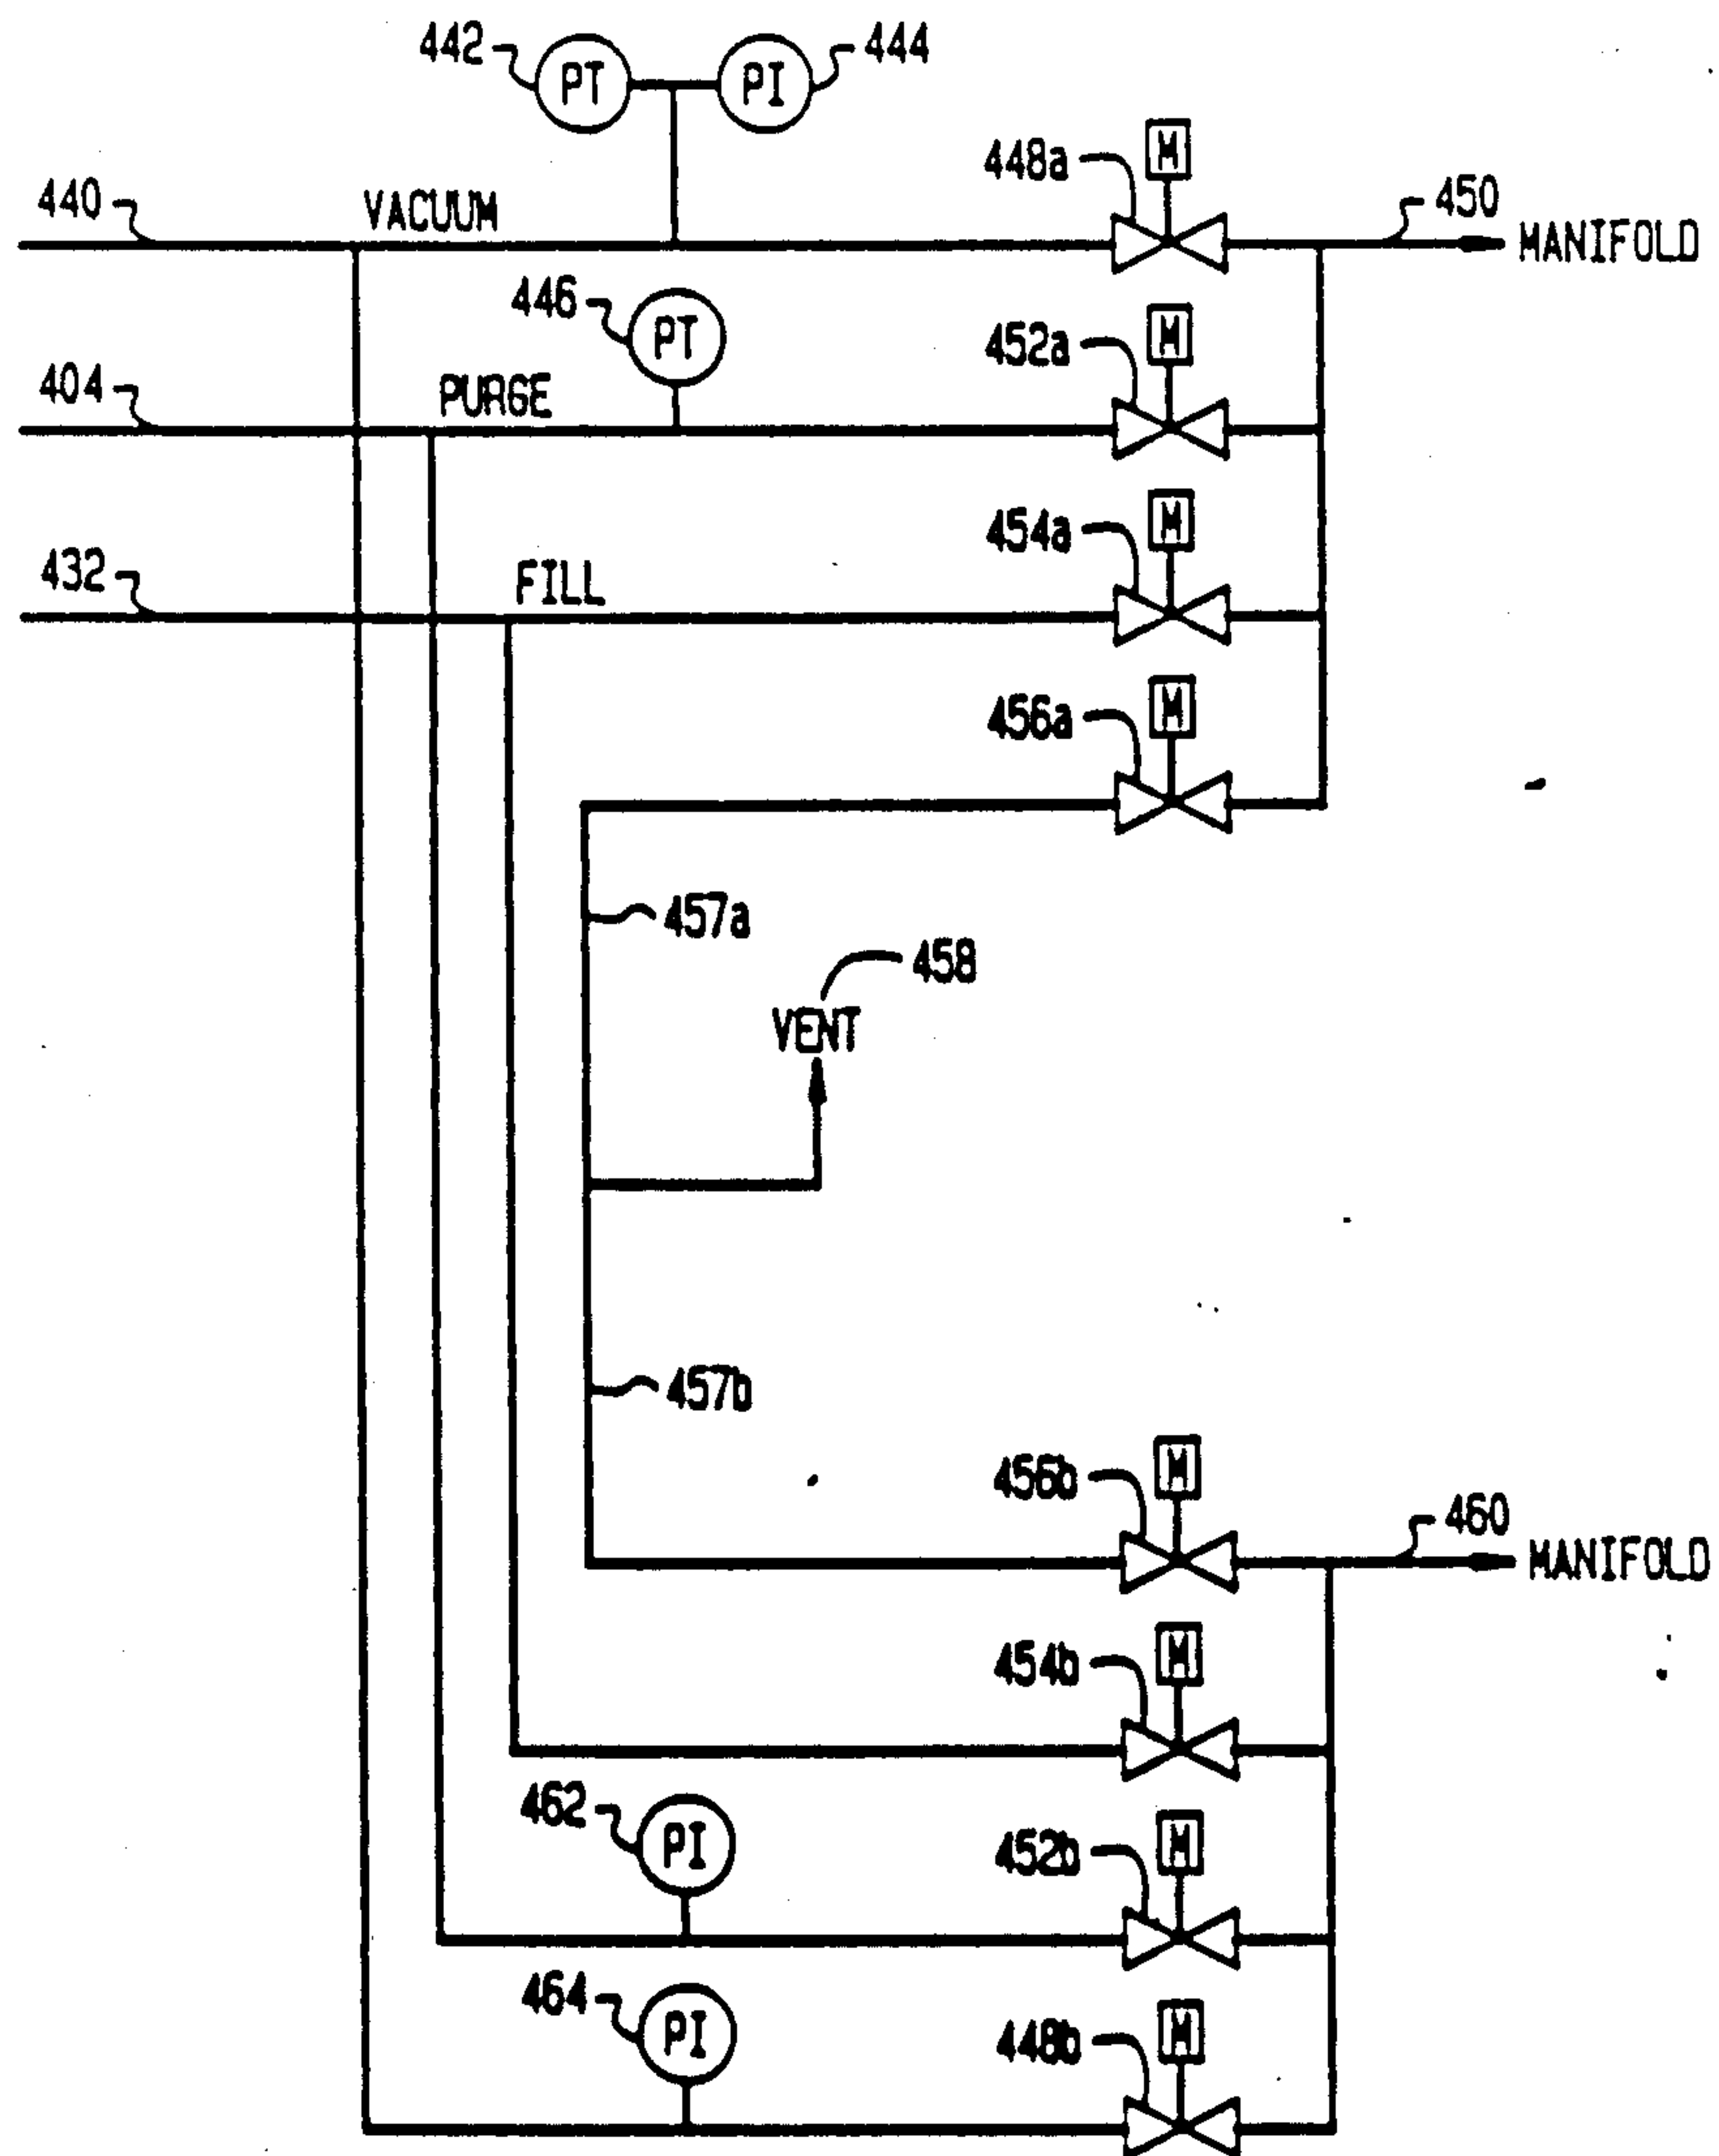 442 PT PI 444
448a M
440 VACUUM 450
MANIFOLD
446 PT
452a M
404 PURGE
454a M
432 FILL
456a M
457a
458
VENT
457b
456b M
460
MANIFOLD
454b M
462 PI
452b M
464 PI
448b M